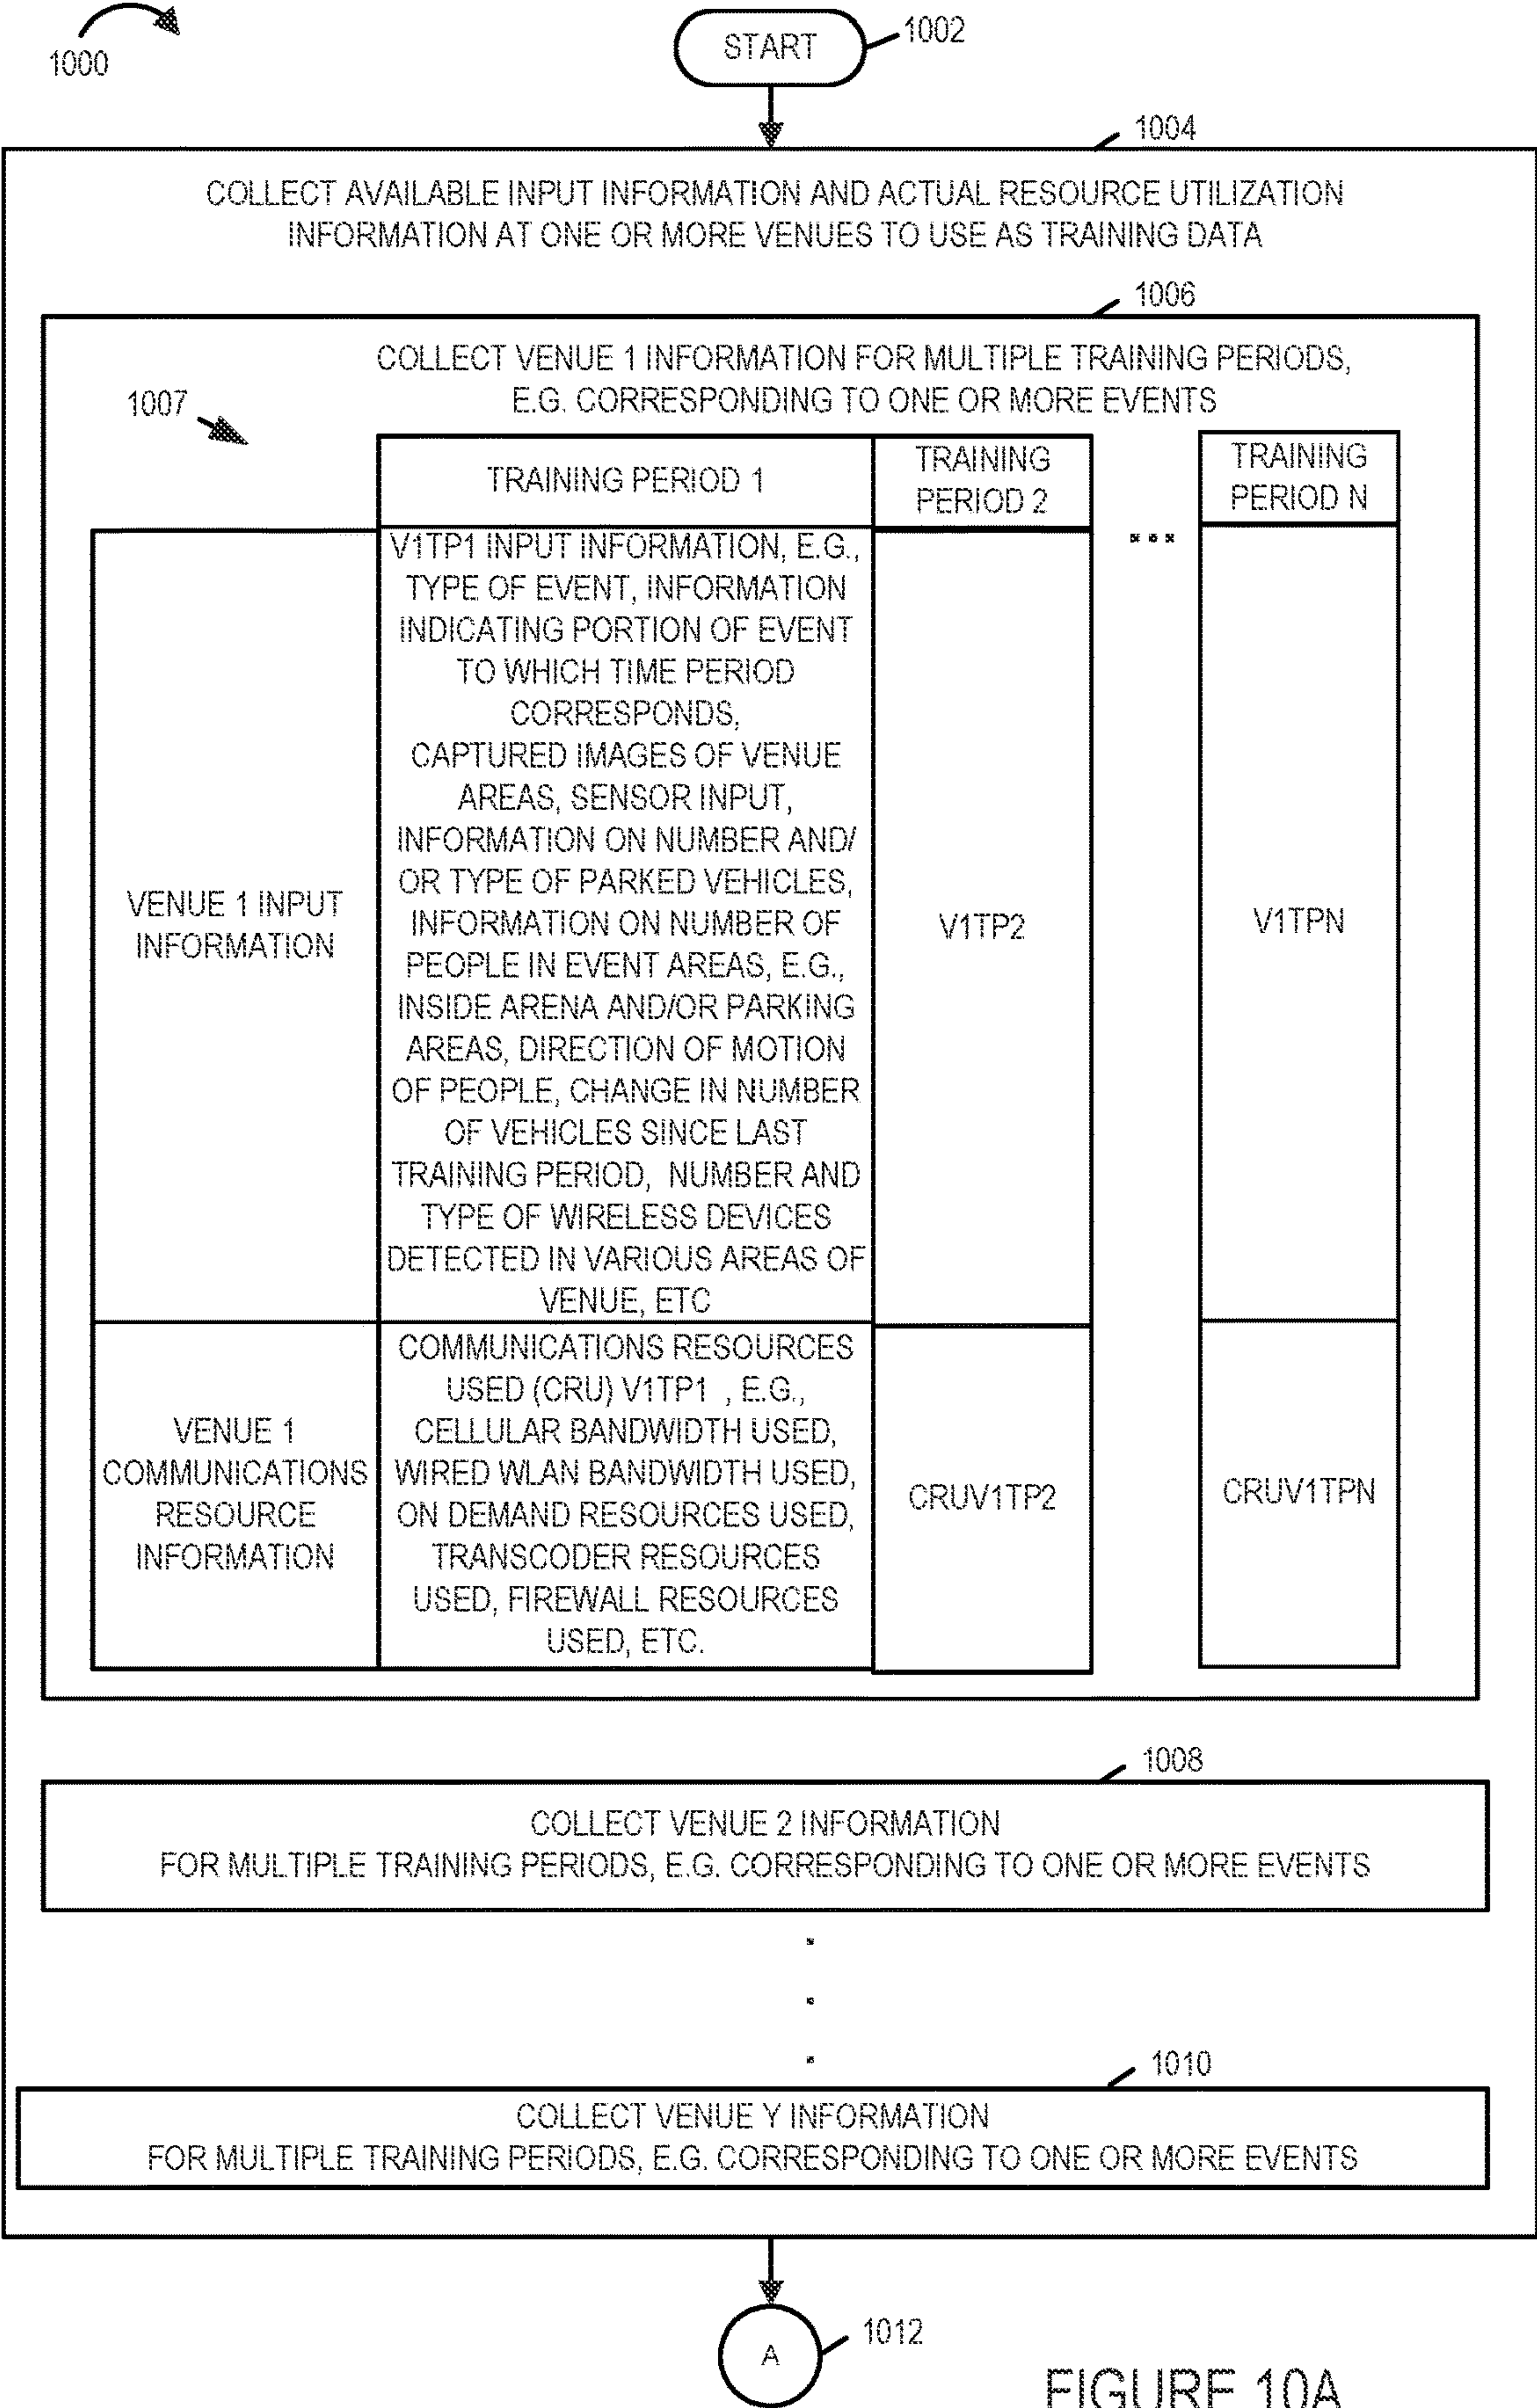 1000
START
1002
1004
COLLECT AVAILABLE INPUT INFORMATION AND ACTUAL RESOURCE UTILIZATION
INFORMATION AT ONE OR MORE VENUES TO USE AS TRAINING DATA
1006
COLLECT VENUE 1 INFORMATION FOR MULTIPLE TRAINING PERIODS,
E.G. CORRESPONDING TO ONE OR MORE EVENTS
1007
TRAINING PERIOD 1
TRAINING
PERIOD 2
...
TRAINING
PERIOD N
VENUE 1 INPUT
INFORMATION
V1TP1 INPUT INFORMATION, E.G.,
TYPE OF EVENT, INFORMATION
INDICATING PORTION OF EVENT
TO WHICH TIME PERIOD
CORRESPONDS,
CAPTURED IMAGES OF VENUE
AREAS, SENSOR INPUT,
INFORMATION ON NUMBER AND/
OR TYPE OF PARKED VEHICLES,
INFORMATION ON NUMBER OF
PEOPLE IN EVENT AREAS, E.G.,
INSIDE ARENA AND/OR PARKING
AREAS, DIRECTION OF MOTION
OF PEOPLE, CHANGE IN NUMBER
OF VEHICLES SINCE LAST
TRAINING PERIOD, NUMBER AND
TYPE OF WIRELESS DEVICES
DETECTED IN VARIOUS AREAS OF
VENUE, ETC
V1TP2
V1TPN
VENUE 1
COMMUNICATIONS
RESOURCE
INFORMATION
COMMUNICATIONS RESOURCES
USED (CRU) V1TP1 , E.G.,
CELLULAR BANDWIDTH USED,
WIRED WLAN BANDWIDTH USED,
ON DEMAND RESOURCES USED,
TRANSCODER RESOURCES
USED, FIREWALL RESOURCES
USED, ETC.
CRUV1TP2
CRUV1TPN
1008
COLLECT VENUE 2 INFORMATION
FOR MULTIPLE TRAINING PERIODS, E.G. CORRESPONDING TO ONE OR MORE EVENTS
.
.
.
1010
COLLECT VENUE Y INFORMATION
FOR MULTIPLE TRAINING PERIODS, E.G. CORRESPONDING TO ONE OR MORE EVENTS
A
1012
FIGURE 10A